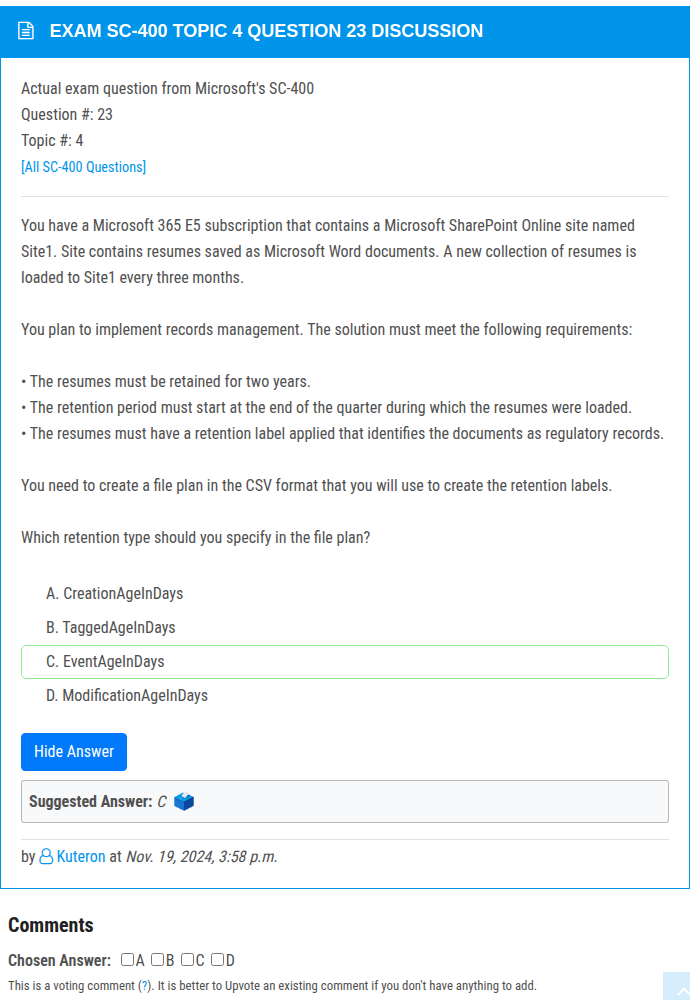 EXAM SC-400 TOPIC 4 QUESTION 23 DISCUSSION
Actual exam question from Microsoft's SC-400
Question #: 23
Topic #: 4
[All SC-400 Questions]
You have a Microsoft 365 E5 subscription that contains a Microsoft SharePoint Online site named
Site1. Site contains resumes saved as Microsoft Word documents. A new collection of resumes is
loaded to Site1 every three months.
You plan to implement records management. The solution must meet the following requirements:
• The resumes must be retained for two years.
• The retention period must start at the end of the quarter during which the resumes were loaded.
• The resumes must have a retention label applied that identifies the documents as regulatory records.
You need to create a file plan in the CSV format that you will use to create the retention labels.
Which retention type should you specify in the file plan?
A. CreationAgeInDays
B. TaggedAgeInDays
C. EventAgeInDays
D. ModificationAgeInDays
Hide Answer
Suggested Answer: C
by Kuteron at Nov. 19, 2024, 3:58 p.m.
Comments
Chosen Answer: A B C D
This is a voting comment (?). It is better to Upvote an existing comment if you don't have anything to add.